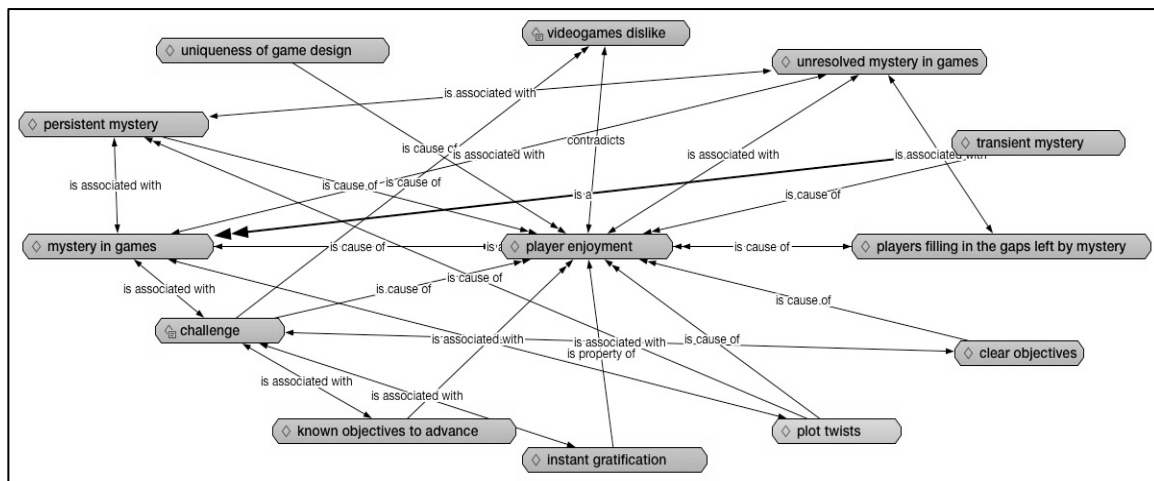 videogames dislike
uniqueness of game design
unresolved mystery in games
is associated with
persistent mystery
contradicts
transient mystery
is cause of
is associated with
is associated with
is associated with
is associated with
is cause of
is cause of
is cause of
is a
mystery in games
is cause of
player enjoyment
is cause of
players filling in the gaps left by mystery
is cause of
is associated with
is cause of
is cause of
challenge
is associated with
is associated with
is cause of
is property of
clear objectives
is associated with
is associated with
known objectives to advance
plot twists
instant gratification